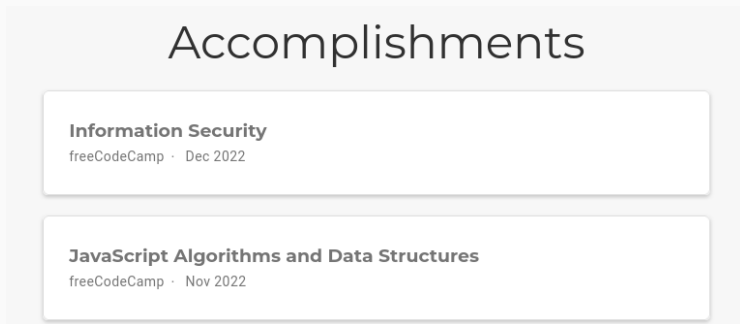 Accomplishments
Information Security
freeCodeCamp · Dec 2022
JavaScript Algorithms and Data Structures
freeCodeCamp · Nov 2022